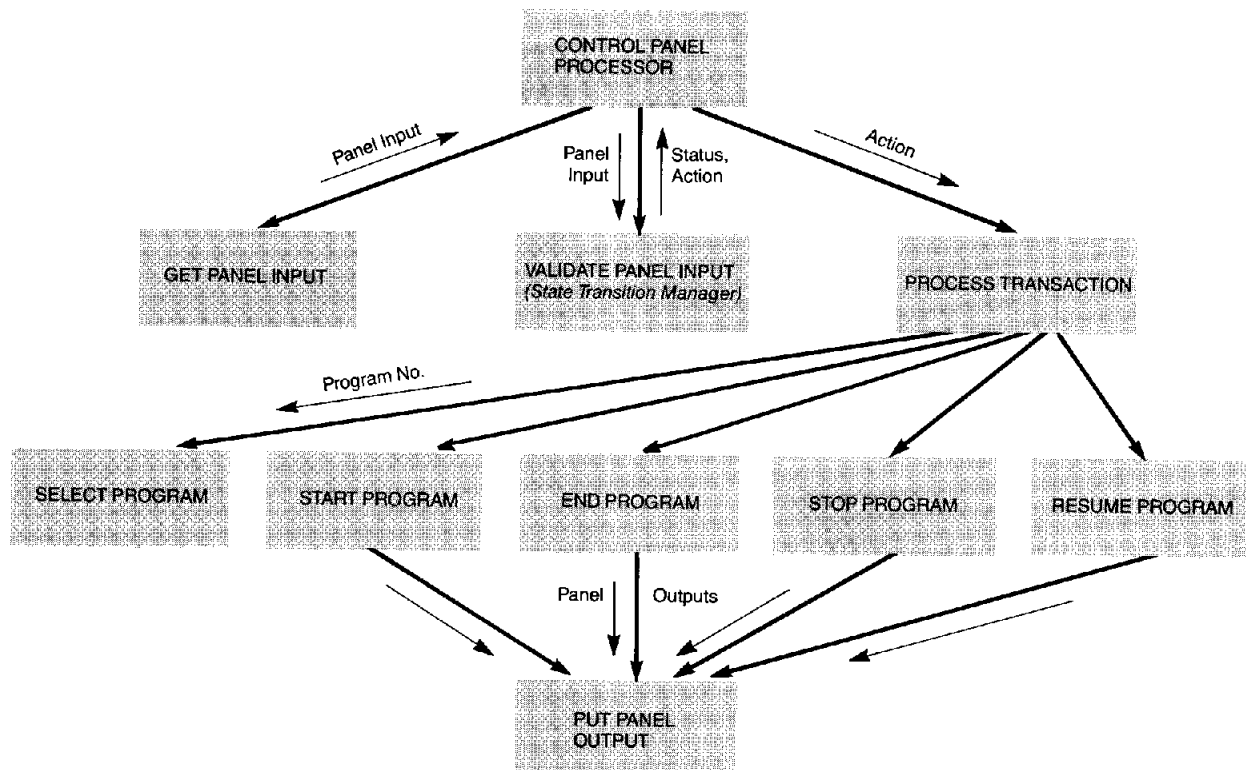 CONTROL PANEL
PROCESSOR
Panel Input
Panel
Input
Status,
Action
Action
GET PANEL INPUT
VALIDATE PANEL INPUT
(State Transition Manager)
PROCESS TRANSACTION
Program No.
SELECT PROGRAM
START PROGRAM
END PROGRAM
STOP PROGRAM
RESUME PROGRAM
Panel
Outputs
PUT PANEL
OUTPUT